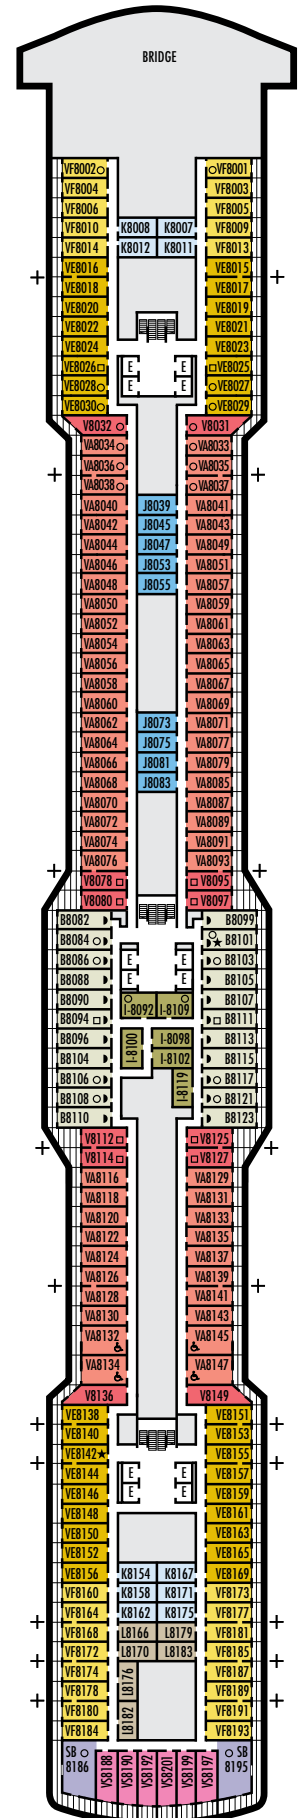 BRIDGE
VF8002 VF8001
VF8004 VF8003
VF8006 VF8005
VF8010 K8008 K8007 VF8009
VF8014 K8012 K8011 VF8013
VE8016 VE8015
VE8018 VE8017
VE8020 VE8019
VE8022 VE8021
VE8024 VE8023
VE8026 E E VE8025
VE8028 E E VE8027
VE8030 VE8029
V8032 V8031
VA8034 VA8033
VA8036 VA8035
VA8038 VA8037
VA8040 J8039 VA8041
VA8042 J8045 VA8043
VA8044 J8047 VA8049
VA8046 J8053 VA8051
VA8048 J8055 VA8057
VA8050 VA8059
VA8052 VA8061
VA8054 VA8063
VA8056 VA8065
VA8058 VA8067
VA8060 VA8069
VA8062 J8073 VA8071
VA8064 J8075 VA8077
VA8066 J8081 VA8079
VA8068 J8083 VA8085
VA8070 VA8087
VA8072 VA8089
VA8074 VA8091
VA8076 VA8093
V8078 V8095
V8080 V8097
B8082 B8099
B8084 B8101
B8086 E E B8103
B8088 E E B8105
B8090 I-8092 I-8109 B8107
B8094 B8111
B8096 I-8100 I-8098 B8113
B8104 I-8102 B8115
B8106 I-8119 B8117
B8108 B8121
B8110 B8123
V8112 V8125
V8114 V8127
VA8116 VA8129
VA8118 VA8131
VA8120 VA8133
VA8122 VA8135
VA8124 VA8137
VA8126 VA8139
VA8128 VA8141
VA8130 VA8143
VA8132 VA8145
VA8134 VA8147
V8136 V8149
VE8138 VE8151
VE8140 VE8153
VE8142 VE8155
VE8144 E E VE8157
VE8146 E E VE8159
VE8148 VE8161
VE8150 VE8163
VE8152 VE8165
VE8156 K8154 K8167 VE8169
VF8160 K8158 K8171 VF8173
VF8164 K8162 K8175 VF8177
VF8168 L8166 L8179 VF8181
VF8172 L8170 L8183 VF8185
VF8174 L8176 VF8187
VF8178 VF8189
VF8180 L8182 VF8191
VF8184 VF8193
SB 8186 VS8188 VS8190 VS8192 VS8201 VS8199 VS8197 SB 8195